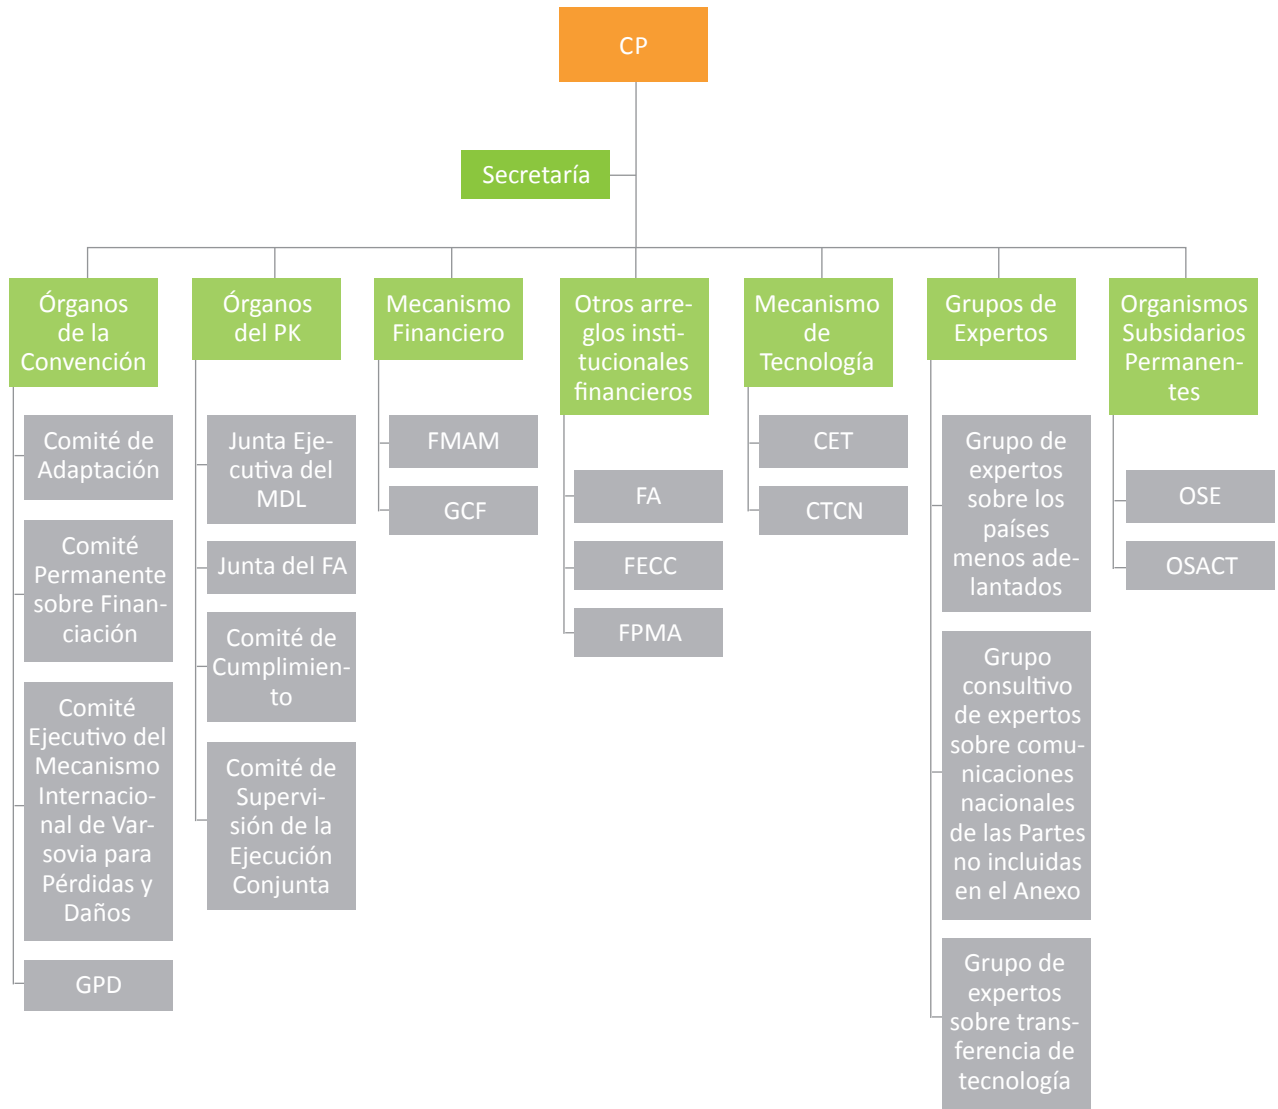 CP
Secretaría
Órganos
de la
Convención
Comité de
Adaptación
Comité
Permanente
sobre Finan-
ciación
Comité
Ejecutivo del
Mecanismo
Internacio-
nal de Var-
sovia para
Pérdidas y
Daños
GPD
Órganos
del PK
Junta Eje-
cutiva del
MDL
Junta del FA
Comité de
Cumplimien-
to
Comité de
Supervi-
sión de la
Ejecución
Conjunta
Mecanismo
Financiero
FMAM
GCF
Otros arre-
glos insti-
tucionales
financieros
FA
FECC
FPMA
Mecanismo
de
Tecnología
CET
CTCN
Grupos de
Expertos
Grupo de
expertos
sobre los
países
menos ade-
lantados
Grupo
consultivo
de expertos
sobre comu-
nicaciones
nacionales
de las Partes
no incluidas
en el Anexo
Grupo de
expertos
sobre trans-
ferencia de
tecnología
Organismos
Subsidarios
Permanen-
tes
OSE
OSACT